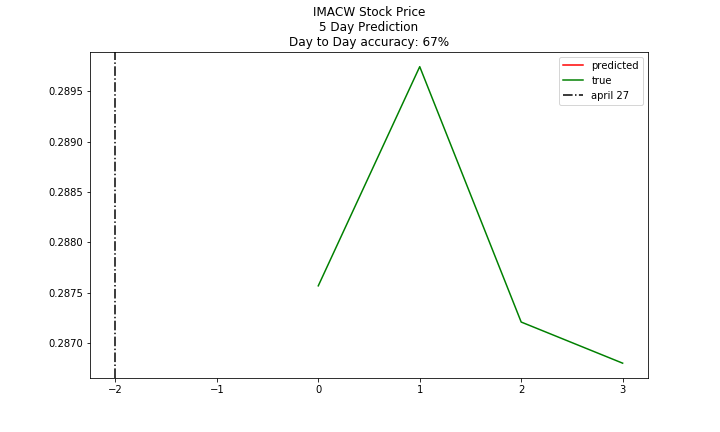 IMACW Stock Price
5 Day Prediction
Day to Day accuracy: 67%
predicted
true
april 27
0.2895
0.2890
0.2885
0.2880
0.2875
0.2870
−2
−1
0
1
2
3